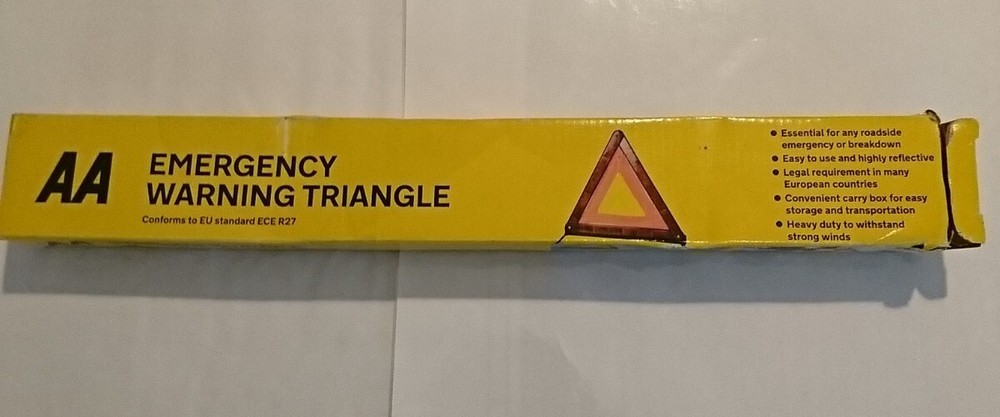 AA
EMERGENCY
WARNING TRIANGLE
Conforms to EU standard ECE R27
• Essential for any roadside
emergency or breakdown
• Easy to use and highly reflective
• Legal requirement in many
European countries
• Convenient carry box for easy
storage and transportation
• Heavy duty to withstand
strong winds